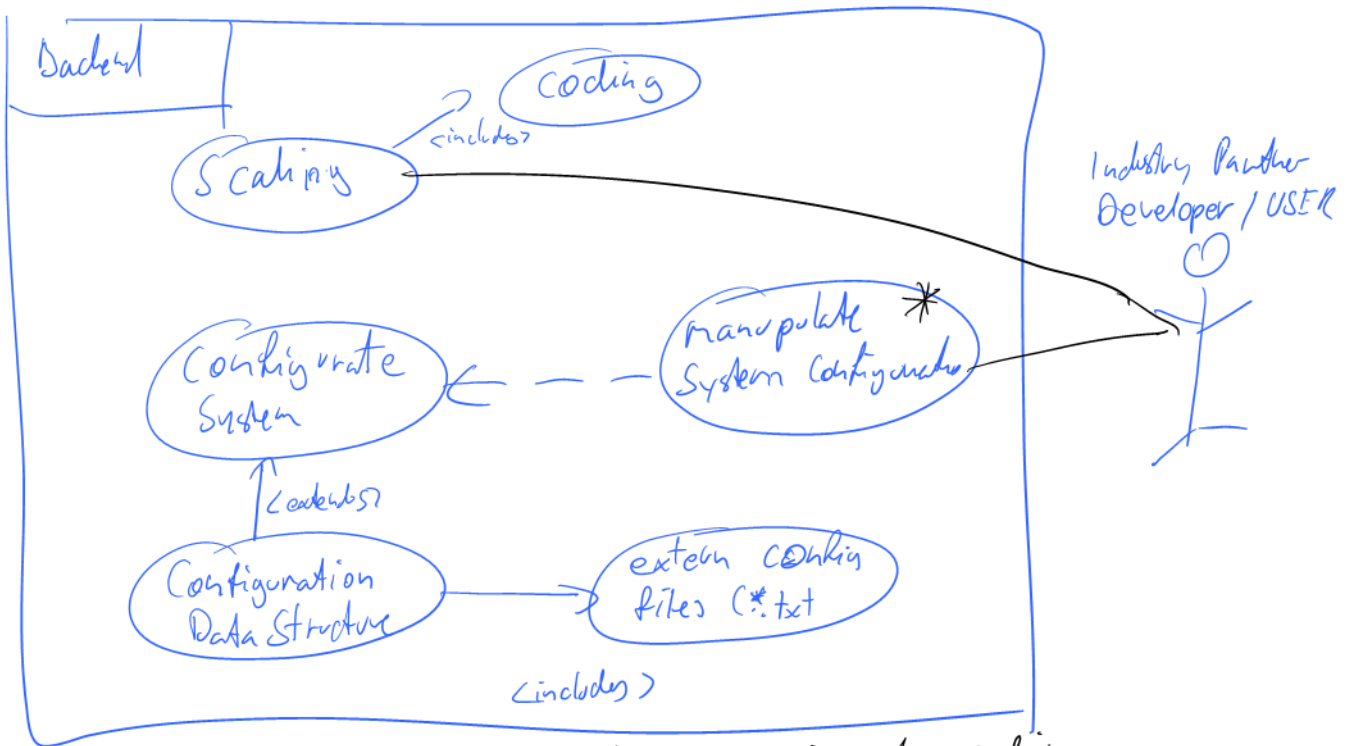 Backend
coding
<includes>
Scaling
Industry Partner
Developer / USER
manupulate *
System Configuration
Configurate
System
<extends>
Configuration
Data Structure
extern config
files (*.txt
<includes>